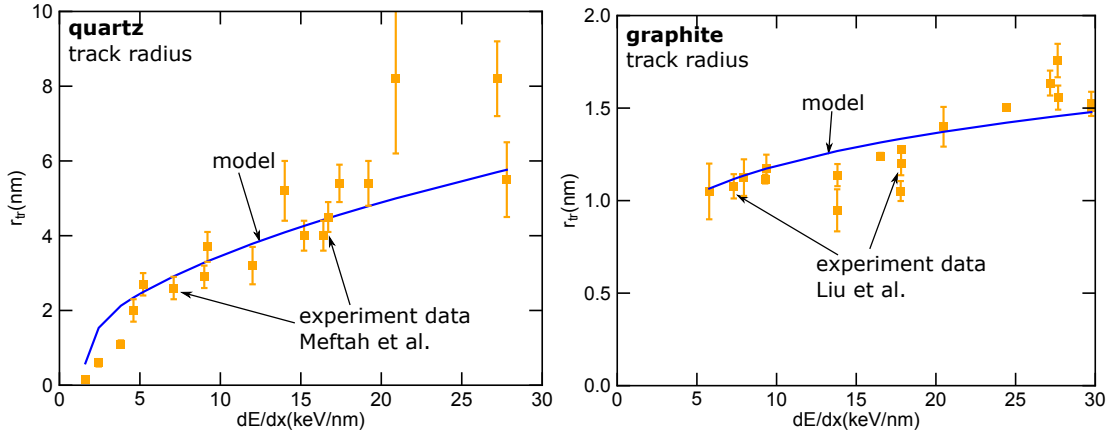 quartz
track radius
model
experiment data
Meftah et al.
r_tr(nm)
10
8
6
4
2
0
0 5 10 15 20 25 30
dE/dx(keV/nm)
graphite
track radius
model
experiment data
Liu et al.
r_tr(nm)
2.0
1.5
1.0
0.5
0.0
0 5 10 15 20 25 30
dE/dx(keV/nm)